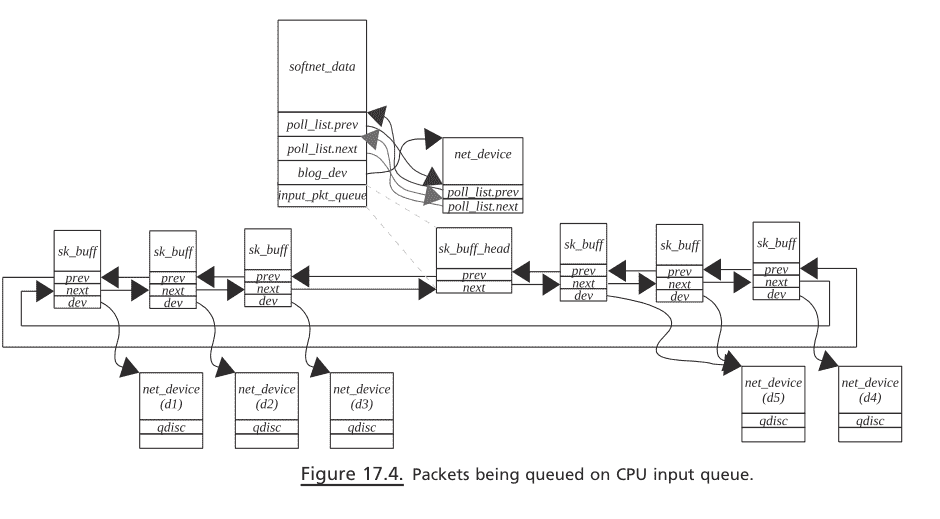 softnet_data
poll_list.prev
poll_list.next
blog_dev
input_pkt_queue
net_device
poll_list.prev
poll_list.next
sk_buff
prev
next
dev
sk_buff
prev
next
dev
sk_buff
prev
next
dev
sk_buff_head
prev
next
sk_buff
prev
next
dev
sk_buff
prev
next
dev
sk_buff
prev
next
dev
net_device
(d1)
qdisc
net_device
(d2)
qdisc
net_device
(d3)
qdisc
net_device
(d5)
qdisc
net_device
(d4)
qdisc
Figure 17.4. Packets being queued on CPU input queue.